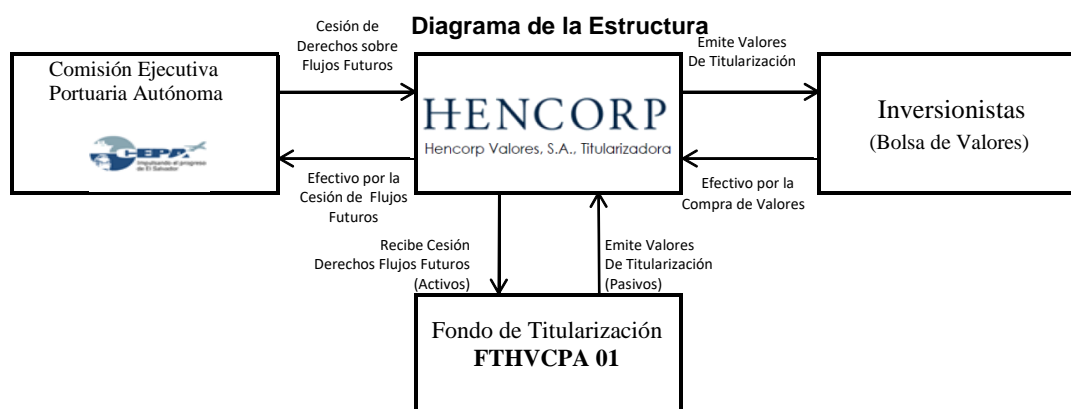 Diagrama de la Estructura
Cesión de
Derechos sobre
Flujos Futuros
Emite Valores
De Titularización
Comisión Ejecutiva
Portuaria Autónoma
CEPA
Impulsando el progreso
de El Salvador
HENCORP
Hencorp Valores, S.A., Titularizadora
Inversionistas
(Bolsa de Valores)
Efectivo por la
Cesión de Flujos
Futuros
Efectivo por la
Compra de Valores
Recibe Cesión
Derechos Flujos Futuros
(Activos)
Emite Valores
De Titularización
(Pasivos)
Fondo de Titularización
FTHVCPA 01